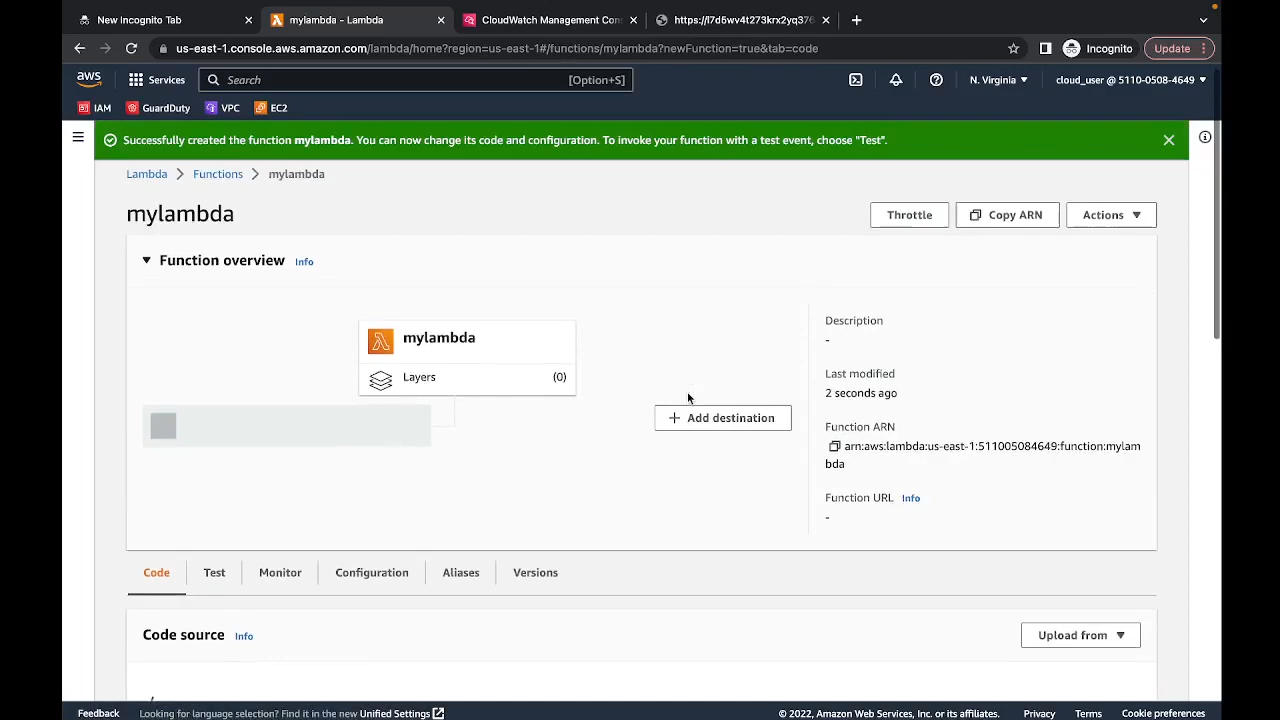 New Incognito Tab
mylambda - Lambda
CloudWatch Management Con
https://l7d5wv4t273krx2yq376
us-east-1.console.aws.amazon.com/lambda/home?region=us-east-1#/functions/mylambda?newFunction=true&tab=code
Incognito
Update
aws
Services
Search
[Option+S]
N. Virginia
cloud_user @ 5110-0508-4649
IAM
GuardDuty
VPC
EC2
Successfully created the function mylambda. You can now change its code and configuration. To invoke your function with a test event, choose "Test".
Lambda > Functions > mylambda
mylambda
Throttle
Copy ARN
Actions
Function overview Info
mylambda
Layers
(0)
+ Add destination
Description
-
Last modified
2 seconds ago
Function ARN
arn:aws:lambda:us-east-1:511005084649:function:mylam
bda
Function URL Info
-
Code
Test
Monitor
Configuration
Aliases
Versions
Code source Info
Upload from
Feedback
Looking for language selection? Find it in the new Unified Settings
© 2022, Amazon Web Services, Inc. or its affiliates.
Privacy
Terms
Cookie preferences